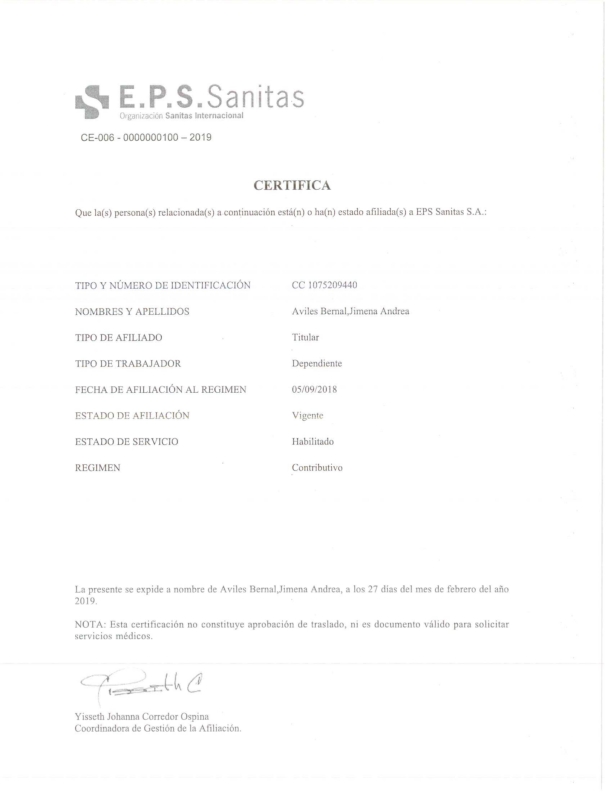 E.P.S.Sanitas
Organización Sanitas Internacional
CE-006 - 0000000100 – 2019
CERTIFICA
Que la(s) persona(s) relacionada(s) a continuación está(n) o ha(n) estado afiliada(s) a EPS Sanitas S.A.:
TIPO Y NÚMERO DE IDENTIFICACIÓN CC 1075209440
NOMBRES Y APELLIDOS Aviles Bernal,Jimena Andrea
TIPO DE AFILIADO Titular
TIPO DE TRABAJADOR Dependiente
FECHA DE AFILIACIÓN AL REGIMEN 05/09/2018
ESTADO DE AFILIACIÓN Vigente
ESTADO DE SERVICIO Habilitado
REGIMEN Contributivo
La presente se expide a nombre de Aviles Bernal,Jimena Andrea, a los 27 días del mes de febrero del año
2019.
NOTA: Esta certificación no constituye aprobación de traslado, ni es documento válido para solicitar
servicios médicos.
Yisseth C
Yisseth Johanna Corredor Ospina
Coordinadora de Gestión de la Afiliación.